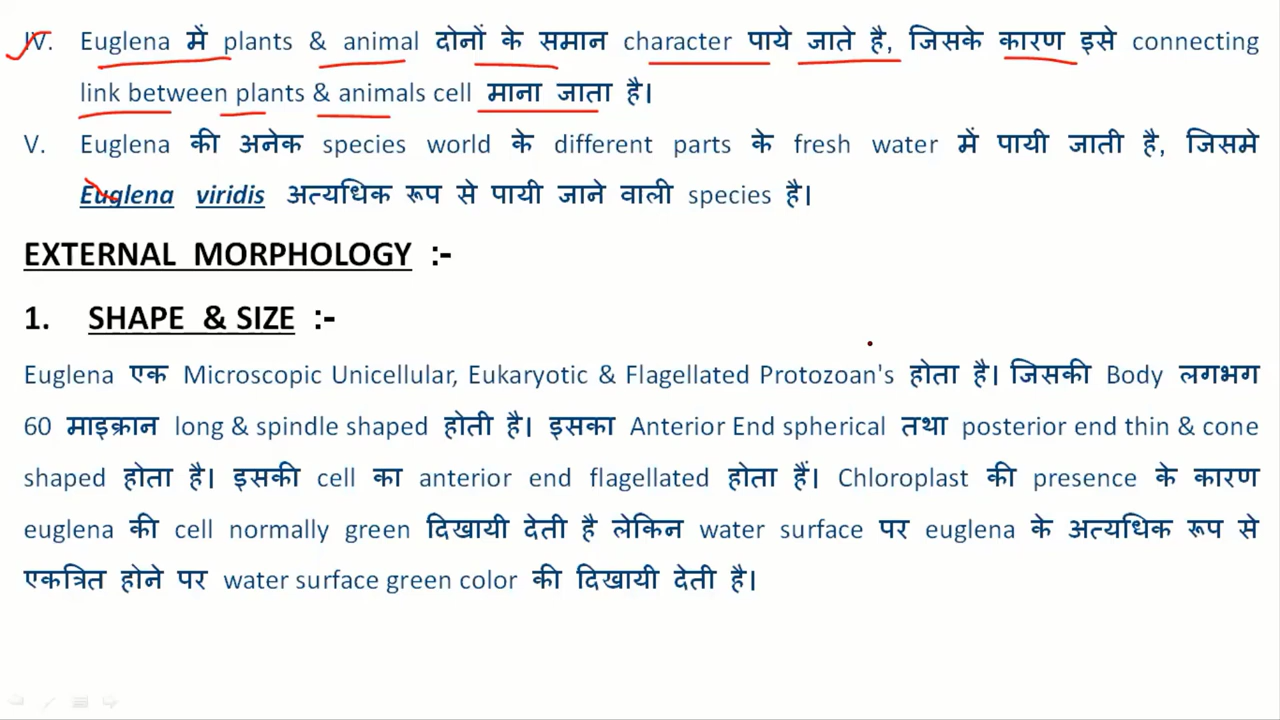 IV. Euglena में plants & animal दोनों के समान character पाये जाते है, जिसके कारण इसे connecting
link between plants & animals cell माना जाता है।
V. Euglena की अनेक species world के different parts के fresh water में पायी जाती है, जिसमे
Euglena viridis अत्यधिक रूप से पायी जाने वाली species है।
EXTERNAL MORPHOLOGY :-
1. SHAPE & SIZE :-
Euglena एक Microscopic Unicellular, Eukaryotic & Flagellated Protozoan's होता है। जिसकी Body लगभग
60 माइक्रान long & spindle shaped होती है। इसका Anterior End spherical तथा posterior end thin & cone
shaped होता है। इसकी cell का anterior end flagellated होता हैं। Chloroplast की presence के कारण
euglena की cell normally green दिखायी देती है लेकिन water surface पर euglena के अत्यधिक रूप से
एकत्रित होने पर water surface green color की दिखायी देती है।